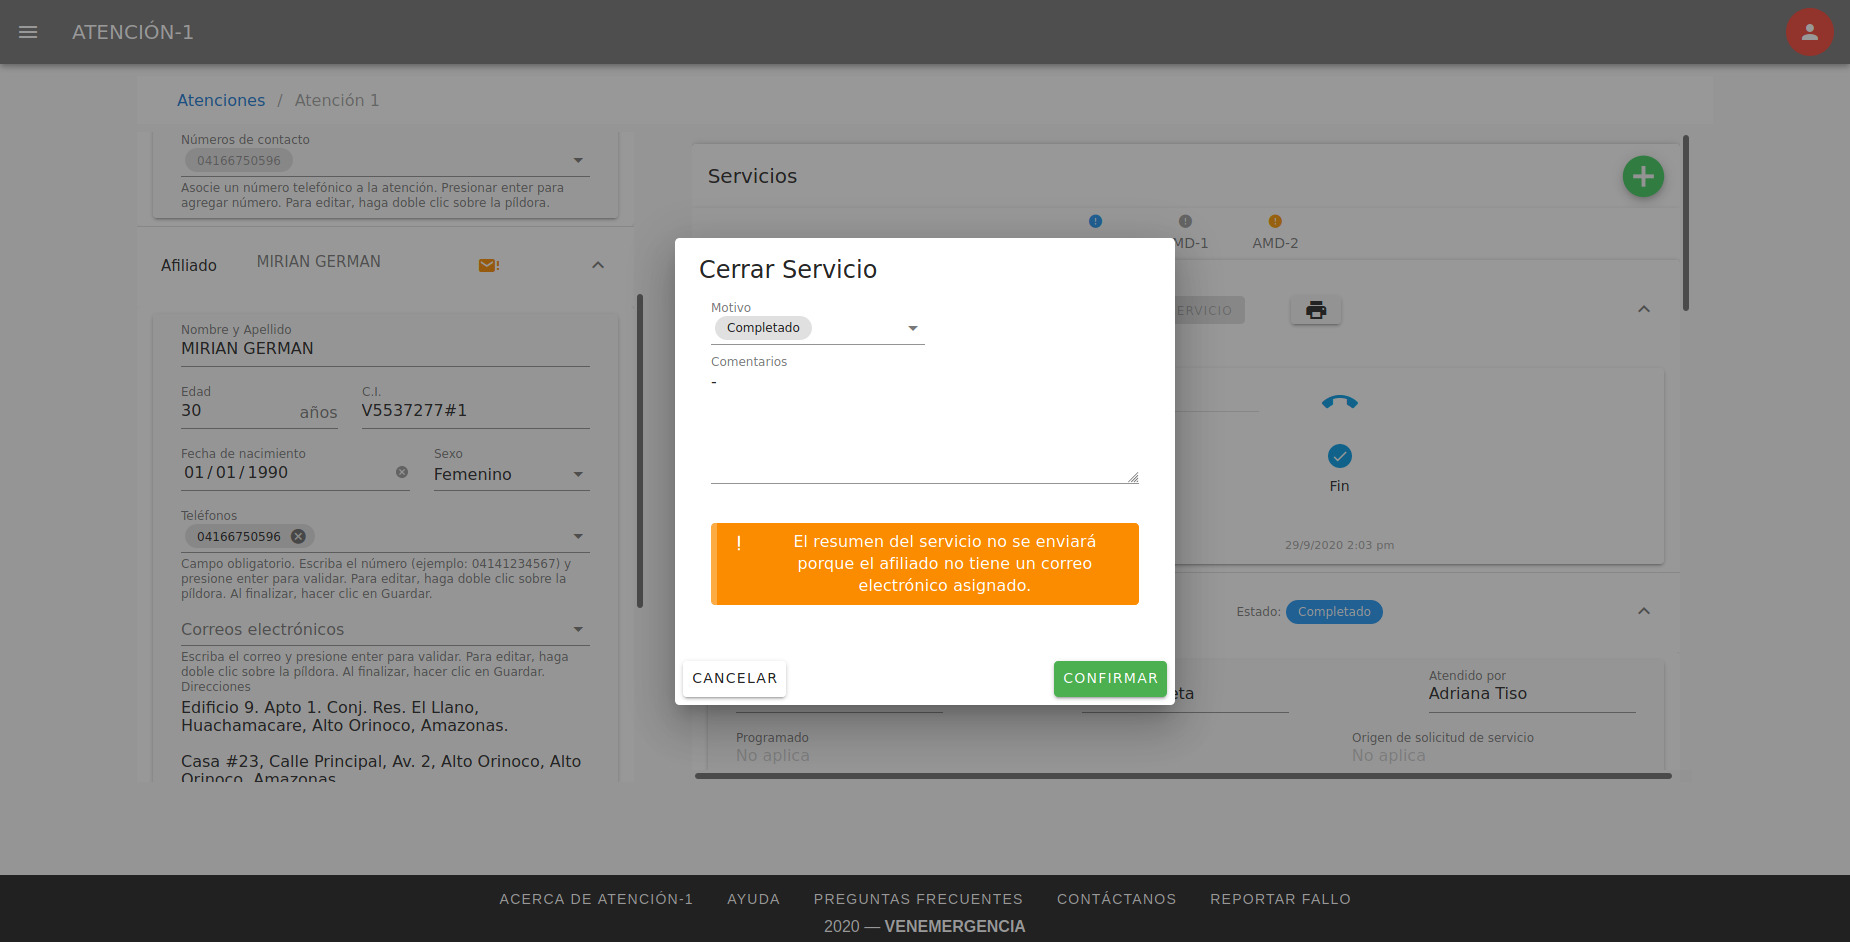 ATENCIÓN-1
Atenciones / Atención 1
Números de contacto
04166750596
Asocie un número telefónico a la atención. Presionar enter para
agregar número. Para editar, haga doble clic sobre la píldora.
Afiliado
MIRIAN GERMAN
Nombre y Apellido
MIRIAN GERMAN
Edad
30 años
C.I.
V5537277#1
Fecha de nacimiento
01/01/1990
Sexo
Femenino
Teléfonos
04166750596
Campo obligatorio. Escriba el número (ejemplo: 04141234567) y
presione enter para validar. Para editar, haga doble clic sobre la
píldora. Al finalizar, hacer clic en Guardar.
Correos electrónicos
Escriba el correo y presione enter para validar. Para editar, haga
doble clic sobre la píldora. Al finalizar, hacer clic en Guardar.
Direcciones
Edificio 9. Apto 1. Conj. Res. El Llano,
Huachamacare, Alto Orinoco, Amazonas.
Casa #23, Calle Principal, Av. 2, Alto Orinoco, Alto
Orinoco, Amazonas
Servicios
MD-1
AMD-2
ERVICIO
Fin
29/9/2020 2:03 pm
Estado: Completado
eta
Atendido por
Adriana Tiso
Programado
No aplica
Origen de solicitud de servicio
No aplica
Cerrar Servicio
Motivo
Completado
Comentarios
-
El resumen del servicio no se enviará
porque el afiliado no tiene un correo
electrónico asignado.
CANCELAR
CONFIRMAR
ACERCA DE ATENCIÓN-1 AYUDA PREGUNTAS FRECUENTES CONTÁCTANOS REPORTAR FALLO
2020 — VENEMERGENCIA